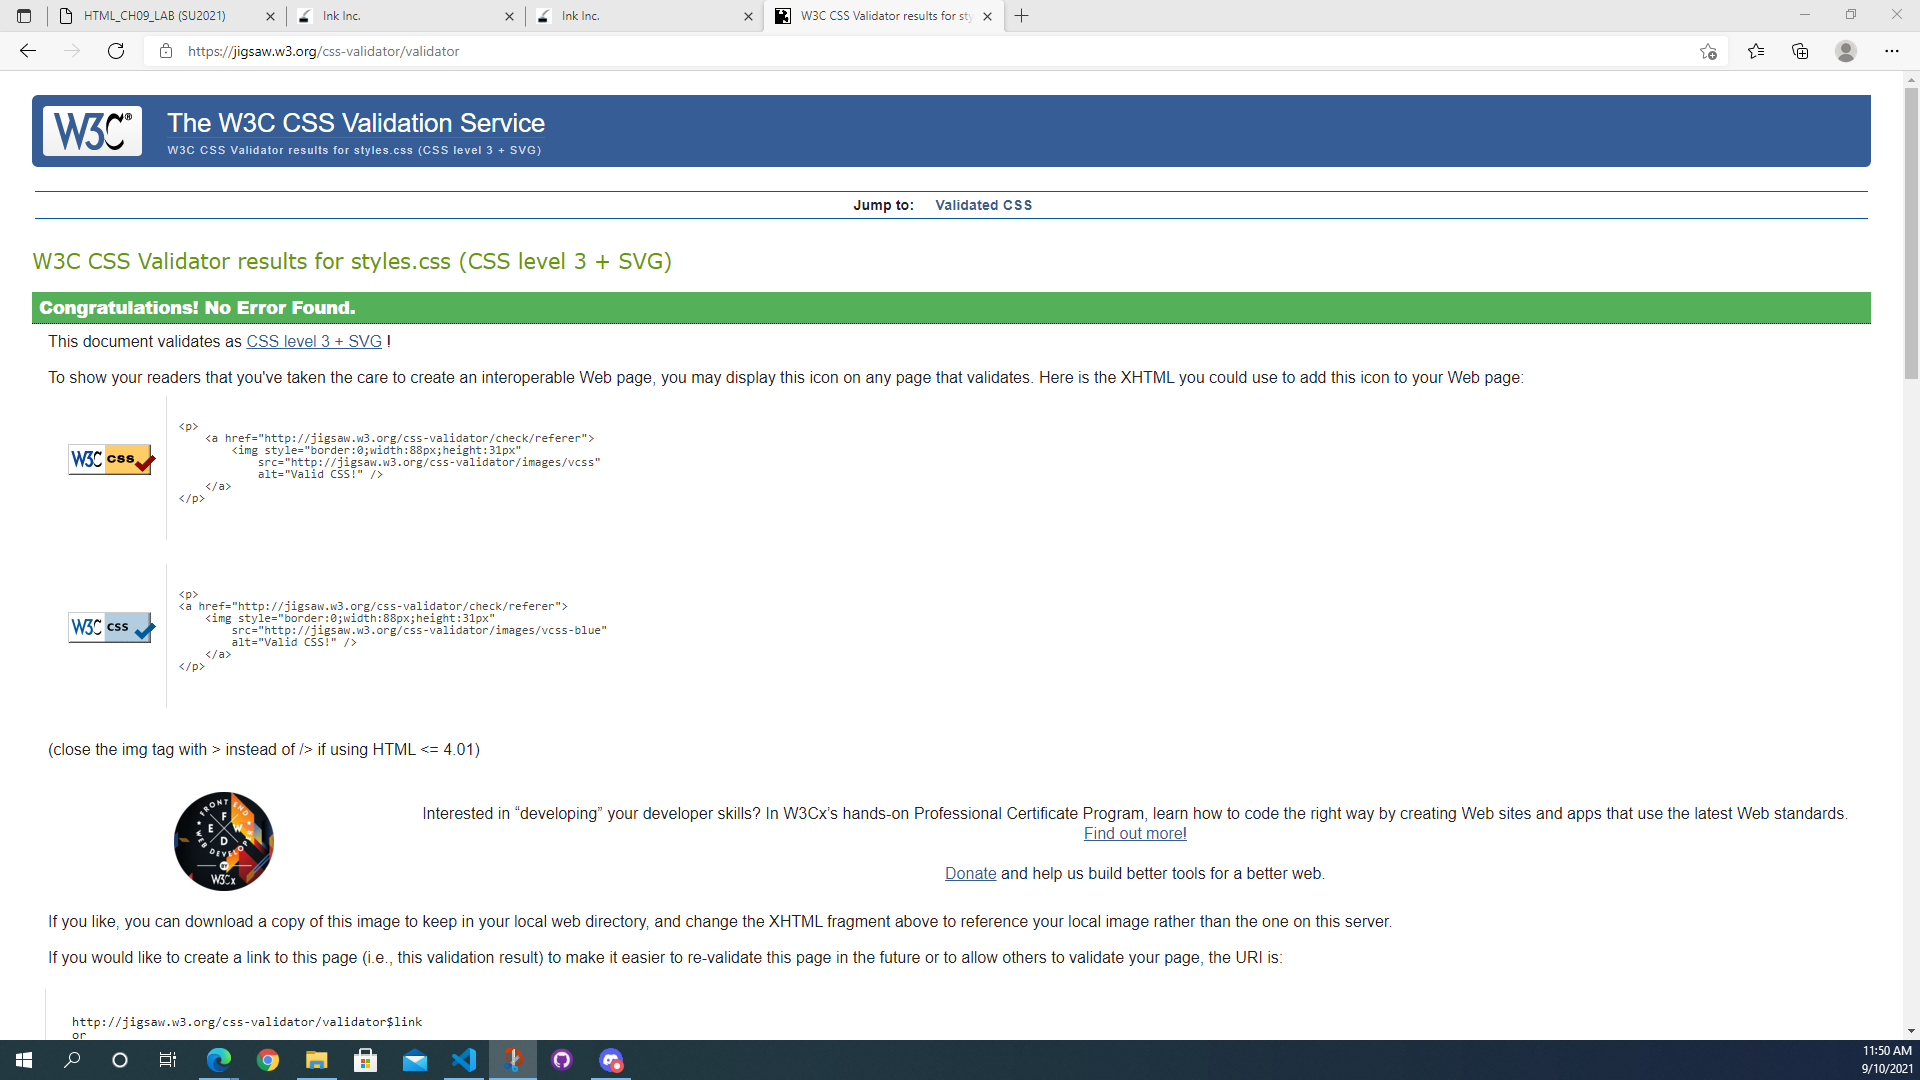 HTML_CH09_LAB (SU2021)
Ink Inc.
Ink Inc.
W3C CSS Validator results for sty
https://jigsaw.w3.org/css-validator/validator
W3C®
The W3C CSS Validation Service
W3C CSS Validator results for styles.css (CSS level 3 + SVG)
Jump to: Validated CSS
W3C CSS Validator results for styles.css (CSS level 3 + SVG)
Congratulations! No Error Found.
This document validates as CSS level 3 + SVG !
To show your readers that you've taken the care to create an interoperable Web page, you may display this icon on any page that validates. Here is the XHTML you could use to add this icon to your Web page:
W3C css
<p>
<a href="http://jigsaw.w3.org/css-validator/check/referer">
<img style="border:0;width:88px;height:31px"
src="http://jigsaw.w3.org/css-validator/images/vcss"
alt="Valid CSS!" />
</a>
</p>
W3C css
<p>
<a href="http://jigsaw.w3.org/css-validator/check/referer">
<img style="border:0;width:88px;height:31px"
src="http://jigsaw.w3.org/css-validator/images/vcss-blue"
alt="Valid CSS!" />
</a>
</p>
(close the img tag with > instead of /> if using HTML <= 4.01)
FRONT END
F
E W
D
WEB DEVELOPER
W3Cx
Interested in “developing” your developer skills? In W3Cx’s hands-on Professional Certificate Program, learn how to code the right way by creating Web sites and apps that use the latest Web standards.
Find out more!
Donate and help us build better tools for a better web.
If you like, you can download a copy of this image to keep in your local web directory, and change the XHTML fragment above to reference your local image rather than the one on this server.
If you would like to create a link to this page (i.e., this validation result) to make it easier to re-validate this page in the future or to allow others to validate your page, the URI is:
http://jigsaw.w3.org/css-validator/validator$link
or
11:50 AM
9/10/2021